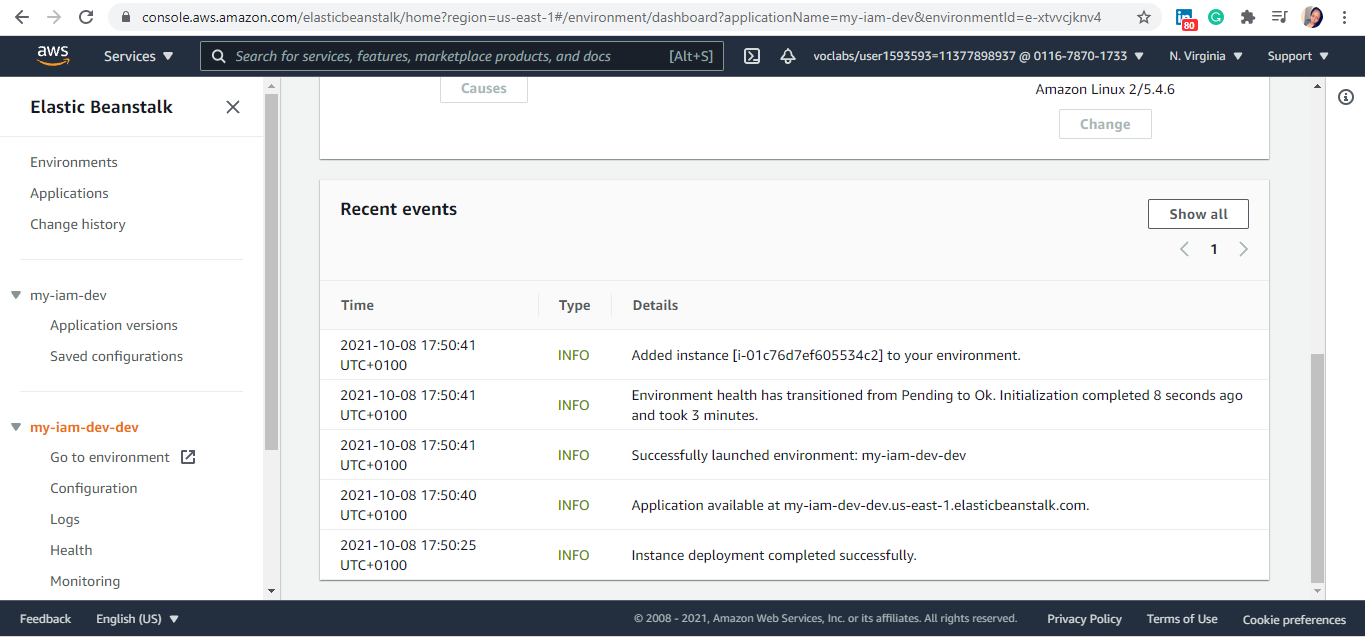 console.aws.amazon.com/elasticbeanstalk/home?region=us-east-1#/environment/dashboard?applicationName=my-iam-dev&environmentId=e-xtvvcjknv4
80
aws
Services
Search for services, features, marketplace products, and docs
[Alt+S]
voclabs/user1593593=11377898937 @ 0116-7870-1733
N. Virginia
Support
Elastic Beanstalk
Environments
Applications
Change history
my-iam-dev
Application versions
Saved configurations
my-iam-dev-dev
Go to environment
Configuration
Logs
Health
Monitoring
Causes
Amazon Linux 2/5.4.6
Change
Recent events
Show all
1
Time Type Details
2021-10-08 17:50:41
UTC+0100
INFO
Added instance [i-01c76d7ef605534c2] to your environment.
2021-10-08 17:50:41
UTC+0100
INFO
Environment health has transitioned from Pending to Ok. Initialization completed 8 seconds ago
and took 3 minutes.
2021-10-08 17:50:41
UTC+0100
INFO
Successfully launched environment: my-iam-dev-dev
2021-10-08 17:50:40
UTC+0100
INFO
Application available at my-iam-dev-dev.us-east-1.elasticbeanstalk.com.
2021-10-08 17:50:25
UTC+0100
INFO
Instance deployment completed successfully.
Feedback
English (US)
© 2008 - 2021, Amazon Web Services, Inc. or its affiliates. All rights reserved.
Privacy Policy
Terms of Use
Cookie preferences